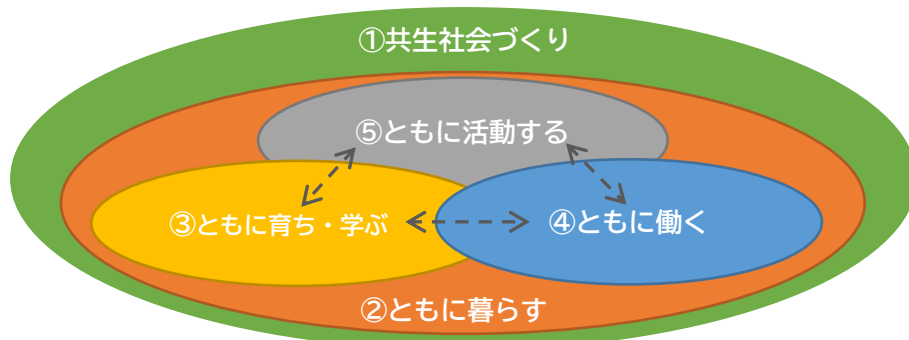 ①共生社会づくり
⑤ともに活動する
③ともに育ち・学ぶ
④ともに働く
②ともに暮らす